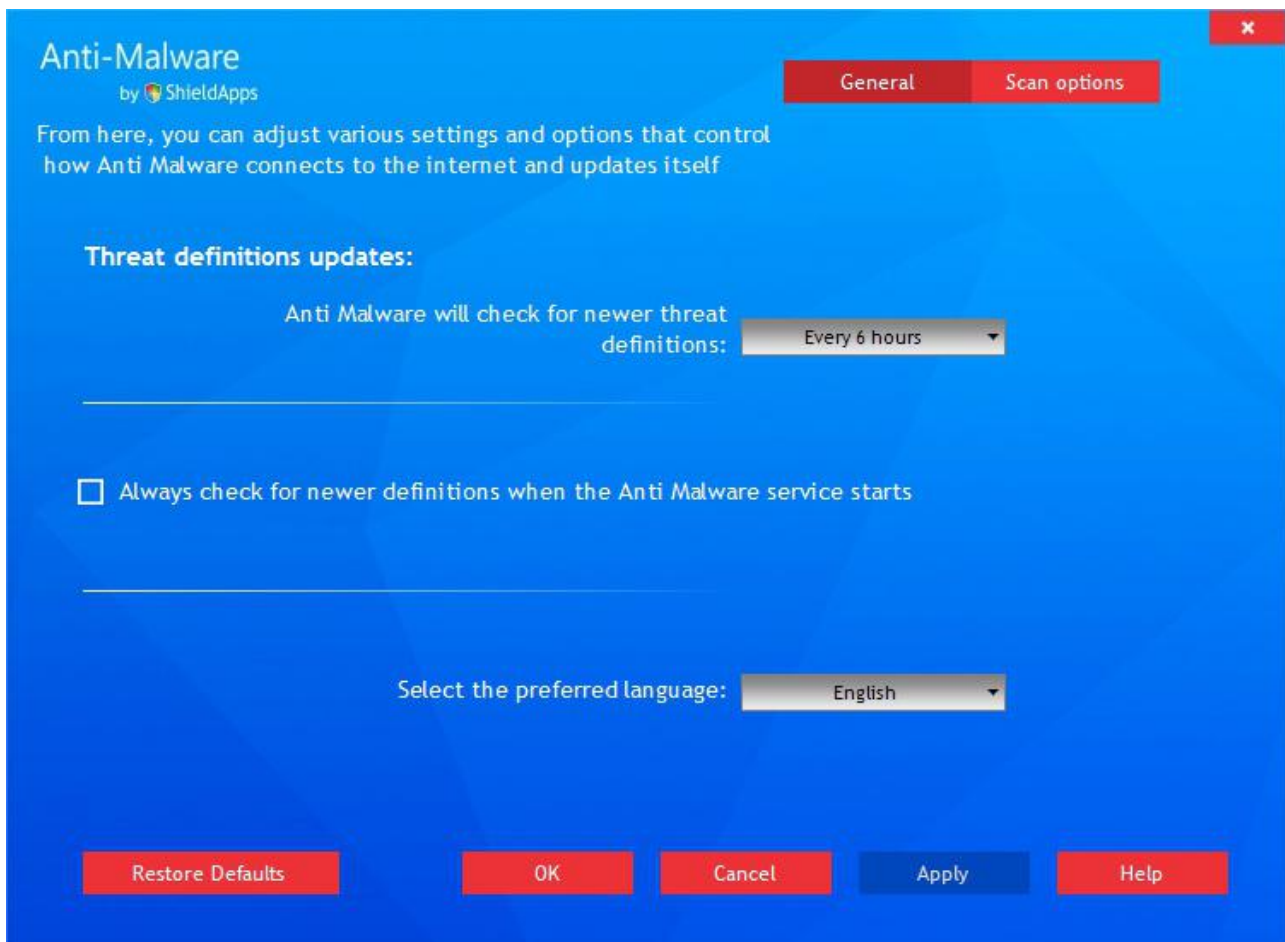 Anti-Malware
by ShieldApps
General
Scan options
From here, you can adjust various settings and options that control
how Anti Malware connects to the internet and updates itself
Threat definitions updates:
Anti Malware will check for newer threat
definitions:
Every 6 hours
Always check for newer definitions when the Anti Malware service starts
Select the preferred language:
English
Restore Defaults
OK
Cancel
Apply
Help